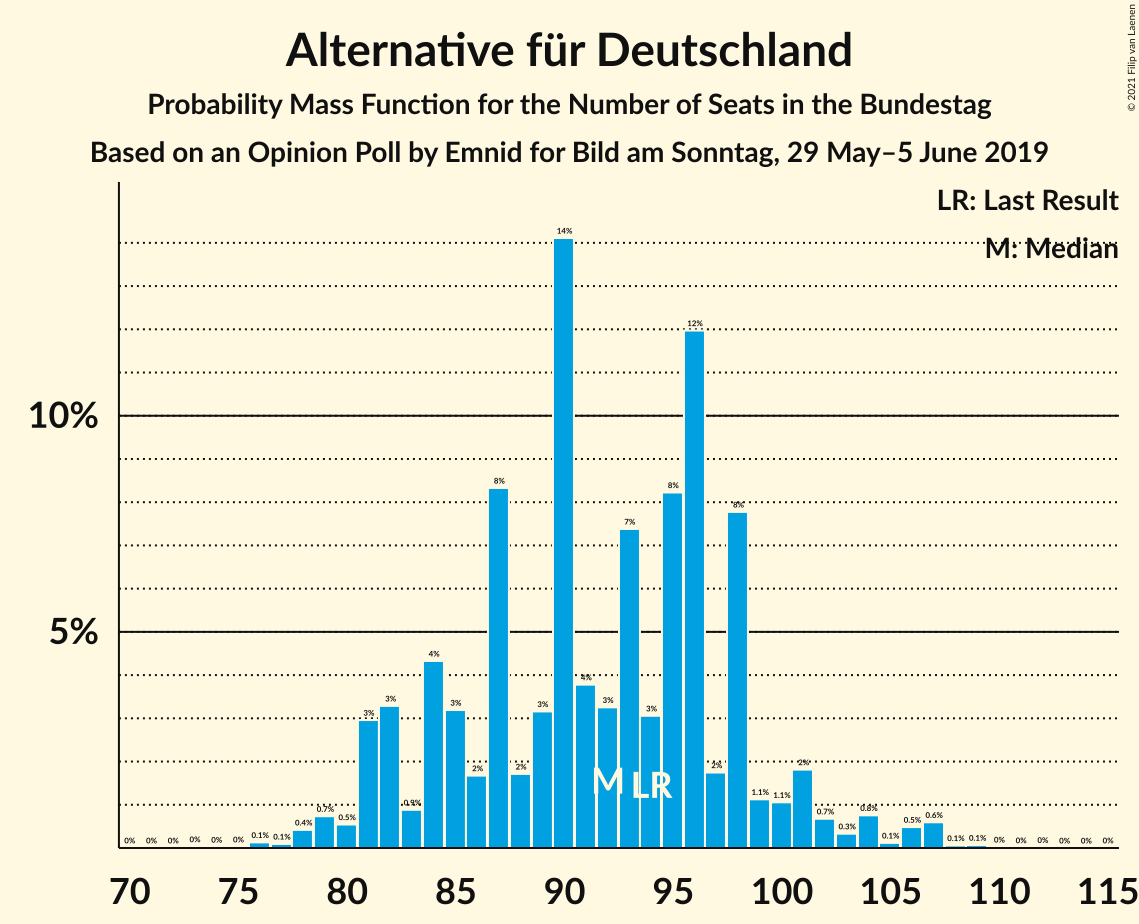 Alternative für Deutschland
Probability Mass Function for the Number of Seats in the Bundestag
Based on an Opinion Poll by Emnid for Bild am Sonntag, 29 May–5 June 2019
© 2021 Filip van Laenen
LR: Last Result
M: Median
10%
5%
0% 0% 0% 0% 0% 0% 0.1% 0.1% 0.4% 0.7% 0.5% 3% 3% 0.9% 4% 3% 2% 8% 2% 3% 14% 4% 3% 7% 3% 8% 12% 2% 8% 1.1% 1.1% 2% 0.7% 0.3% 0.8% 0.1% 0.5% 0.6% 0.1% 0.1% 0% 0% 0% 0% 0% 0%
M LR
70 75 80 85 90 95 100 105 110 115